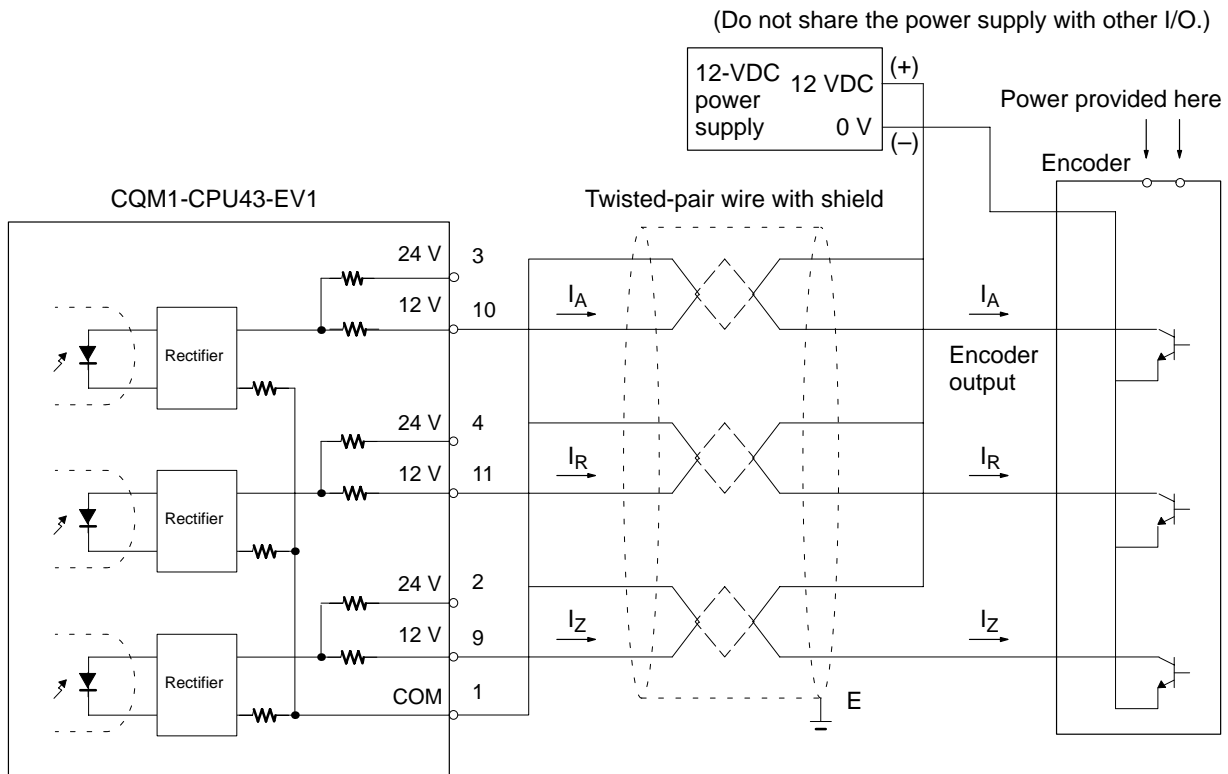 (Do not share the power supply with other I/O.)
12-VDC
power
supply
12 VDC
0 V
(+)
(–)
Power provided here
Encoder
CQM1-CPU43-EV1
Twisted-pair wire with shield
24 V
3
12 V
10
IA
IA
Rectifier
Encoder
output
24 V
4
12 V
11
IR
IR
Rectifier
24 V
2
12 V
9
IZ
IZ
Rectifier
COM
1
E